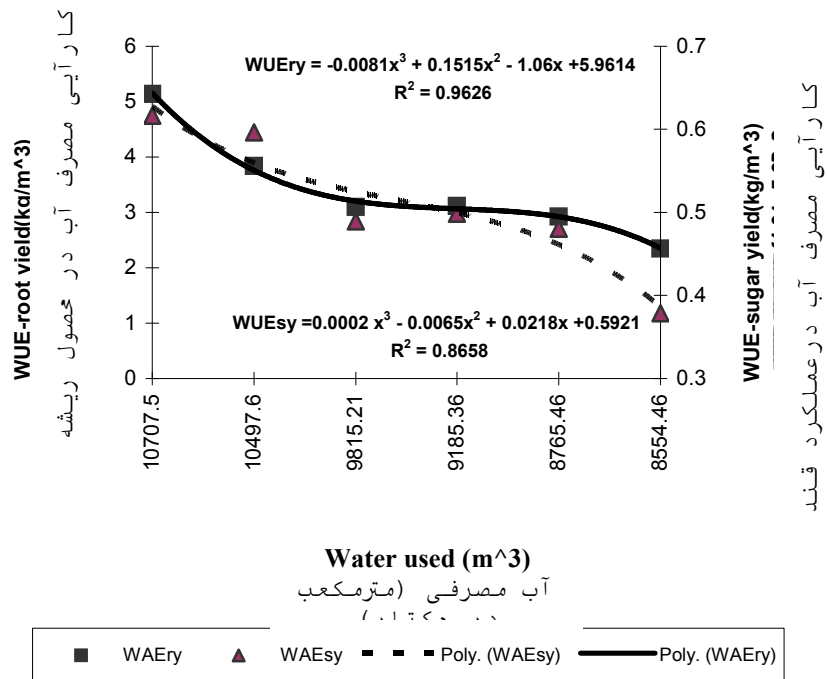 کارآیی مصرف آب در محصول ریشه
WUE-root yield(kg/m^3)
6
5
4
3
2
1
0
WUEry = -0.0081x³ + 0.1515x² - 1.06x +5.9614
R² = 0.9626
WUEsy =0.0002 x³ - 0.0065x² + 0.0218x +0.5921
R² = 0.8658
0.7
0.6
0.5
0.4
0.3
WUE-sugar yield(kg/m^3)
کارآیی مصرف آب درعملکرد قند
10707.5
10497.6
9815.21
9185.36
8765.46
8554.46
Water used (m^3)
آب مصرفی (مترمکعب
WAEry
WAEsy
Poly. (WAEsy)
Poly. (WAEry)